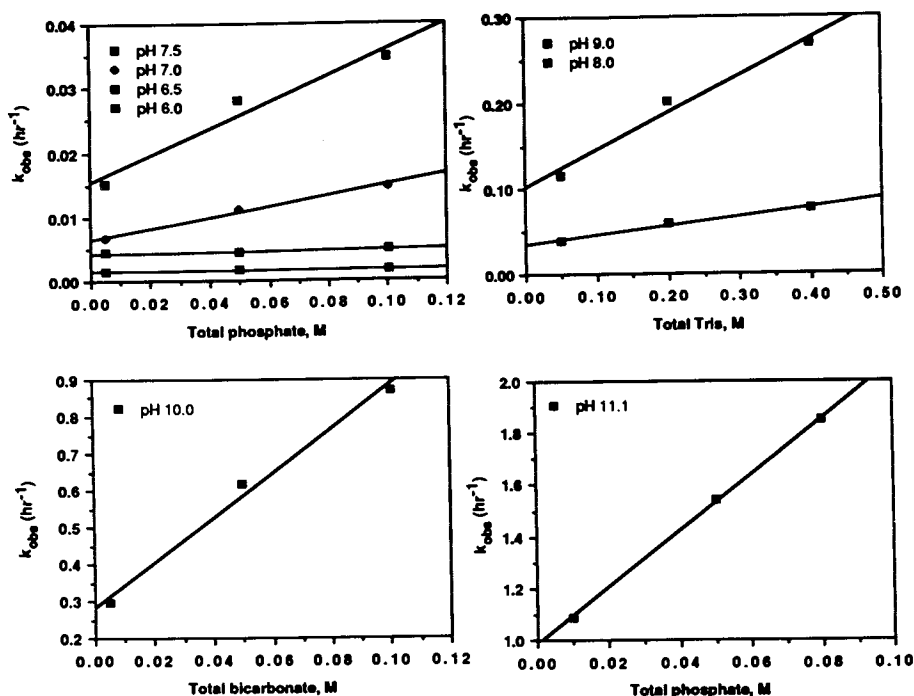 0.04
0.03
0.02
0.01
0.00
kobs (hr-1)
pH 7.5
pH 7.0
pH 6.5
pH 6.0
0.00 0.02 0.04 0.06 0.08 0.10 0.12
Total phosphate, M
0.30
0.20
0.10
0.00
kobs (hr-1)
pH 9.0
pH 8.0
0.00 0.10 0.20 0.30 0.40 0.50
Total Tris, M
0.9
0.8
0.7
0.6
0.5
0.4
0.3
0.2
kobs (hr-1)
pH 10.0
0.00 0.02 0.04 0.06 0.08 0.10 0.12
Total bicarbonate, M
2.0
1.8
1.6
1.4
1.2
1.0
kobs (hr-1)
pH 11.1
0.00 0.02 0.04 0.06 0.08 0.10
Total phosphate, M